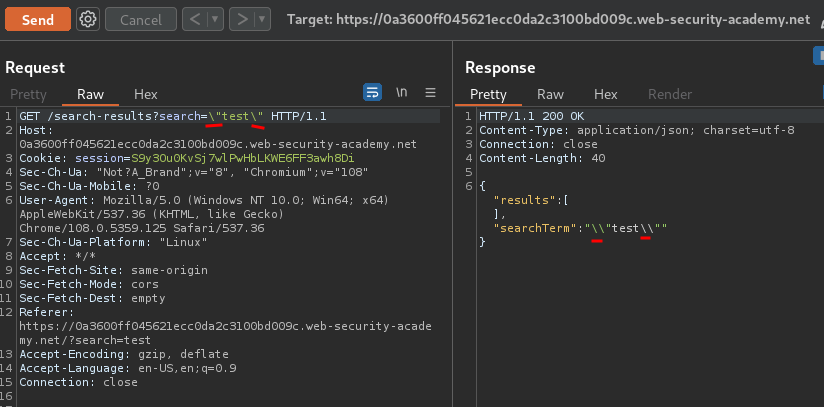 Send Cancel < > Target: https://0a3600ff045621ecc0da2c3100bd009c.web-security-academy.net
Request
Pretty Raw Hex \n
1 GET /search-results?search=\"test\" HTTP/1.1
2 Host:
0a3600ff045621ecc0da2c3100bd009c.web-security-academy.net
3 Cookie: session=S9y3Ou0KvSj7wlPwHbLKWE6FF3awh8Di
4 Sec-Ch-Ua: "Not?A_Brand";v="8", "Chromium";v="108"
5 Sec-Ch-Ua-Mobile: ?0
6 User-Agent: Mozilla/5.0 (Windows NT 10.0; Win64; x64)
AppleWebKit/537.36 (KHTML, like Gecko)
Chrome/108.0.5359.125 Safari/537.36
7 Sec-Ch-Ua-Platform: "Linux"
8 Accept: */*
9 Sec-Fetch-Site: same-origin
10 Sec-Fetch-Mode: cors
11 Sec-Fetch-Dest: empty
12 Referer:
https://0a3600ff045621ecc0da2c3100bd009c.web-security-acade
my.net/?search=test
13 Accept-Encoding: gzip, deflate
14 Accept-Language: en-US,en;q=0.9
15 Connection: close
16
Response
Pretty Raw Hex Render
1 HTTP/1.1 200 OK
2 Content-Type: application/json; charset=utf-8
3 Connection: close
4 Content-Length: 40
5
6 {
"results":[
],
"searchTerm":"\\"test\\""
}